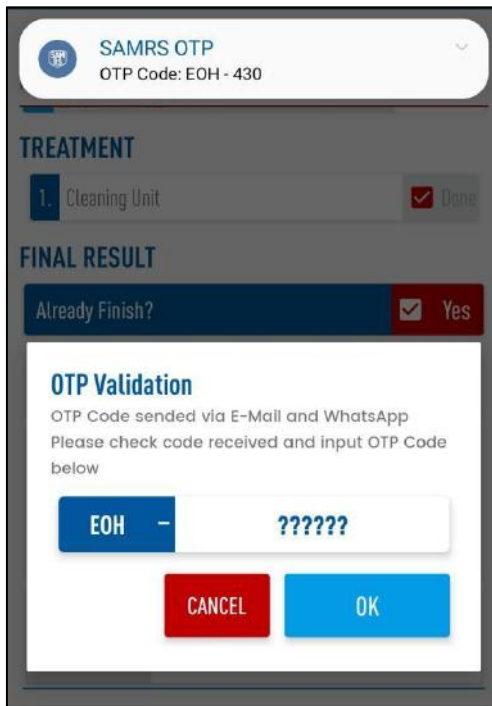 SAMRS OTP
OTP Code: EOH - 430
TREATMENT
1. Cleaning Unit Done
FINAL RESULT
Already Finish? Yes
OTP Validation
OTP Code sended via E-Mail and WhatsApp
Please check code received and input OTP Code
below
EOH – ??????
CANCEL OK